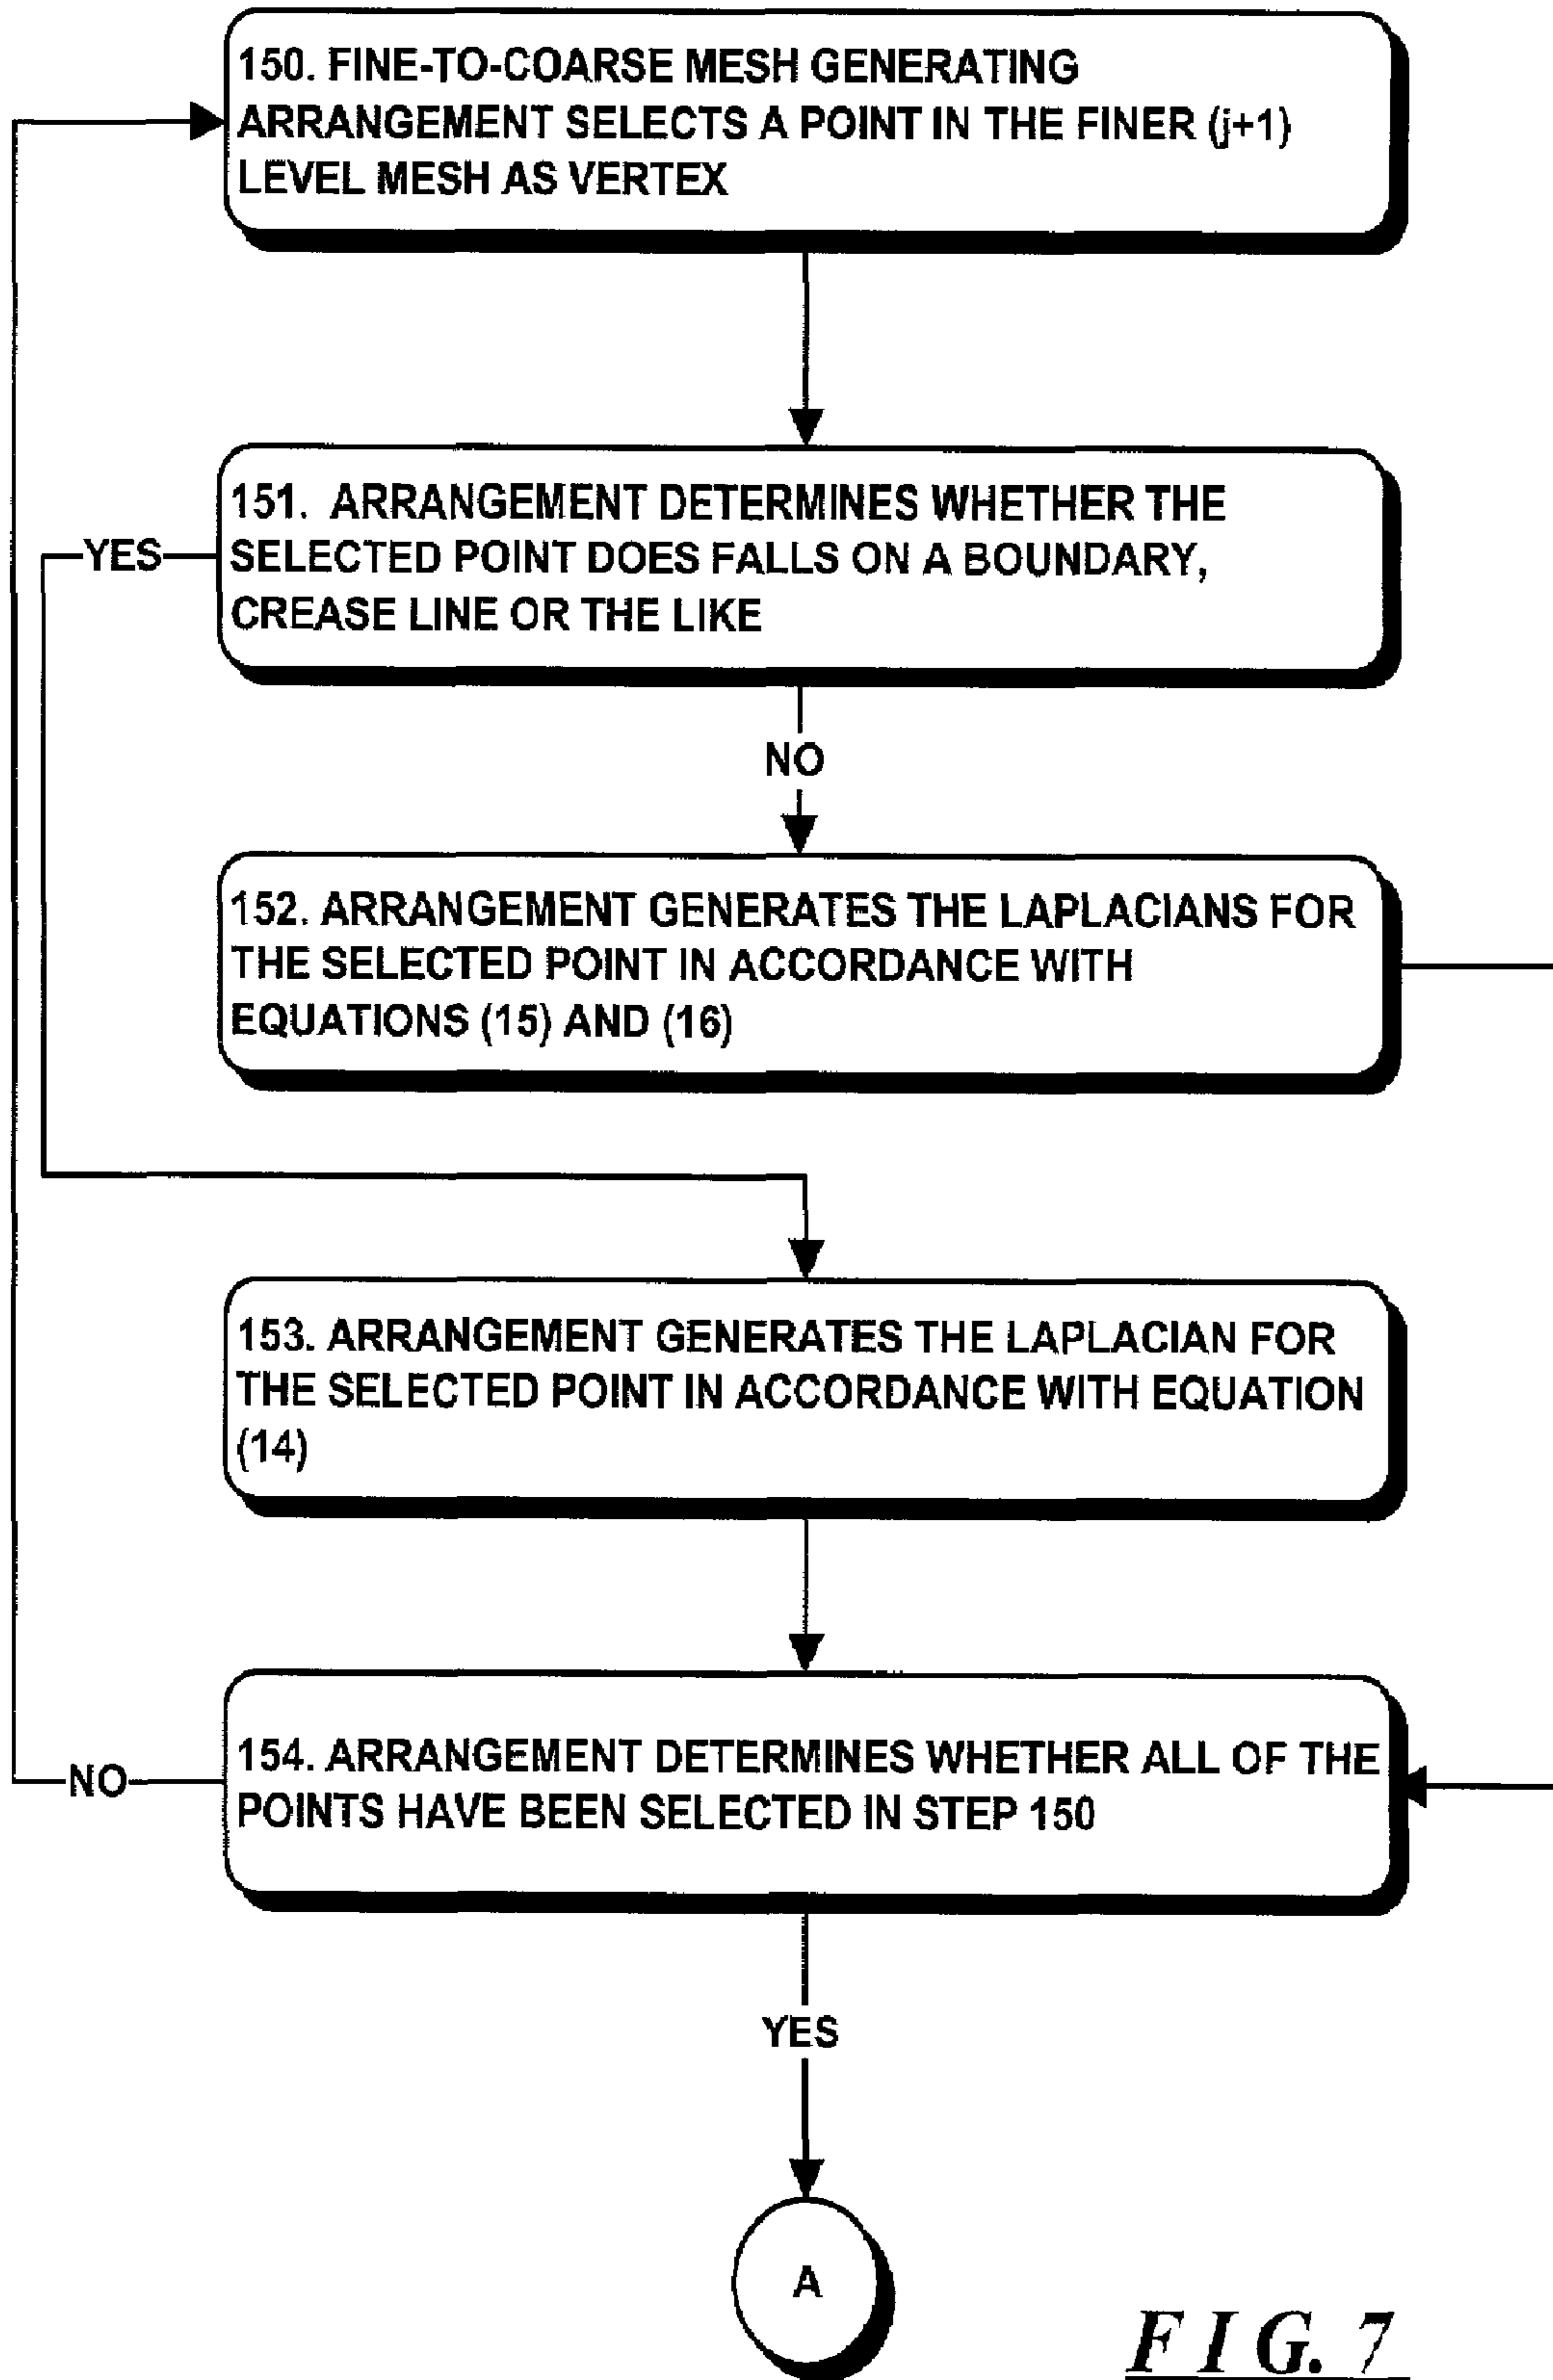 150. FINE-TO-COARSE MESH GENERATING
ARRANGEMENT SELECTS A POINT IN THE FINER (j+1)
LEVEL MESH AS VERTEX
151. ARRANGEMENT DETERMINES WHETHER THE
SELECTED POINT DOES FALLS ON A BOUNDARY,
CREASE LINE OR THE LIKE
YES
NO
152. ARRANGEMENT GENERATES THE LAPLACIANS FOR
THE SELECTED POINT IN ACCORDANCE WITH
EQUATIONS (15) AND (16)
153. ARRANGEMENT GENERATES THE LAPLACIAN FOR
THE SELECTED POINT IN ACCORDANCE WITH EQUATION
(14)
154. ARRANGEMENT DETERMINES WHETHER ALL OF THE
POINTS HAVE BEEN SELECTED IN STEP 150
NO
YES
A
FIG. 7